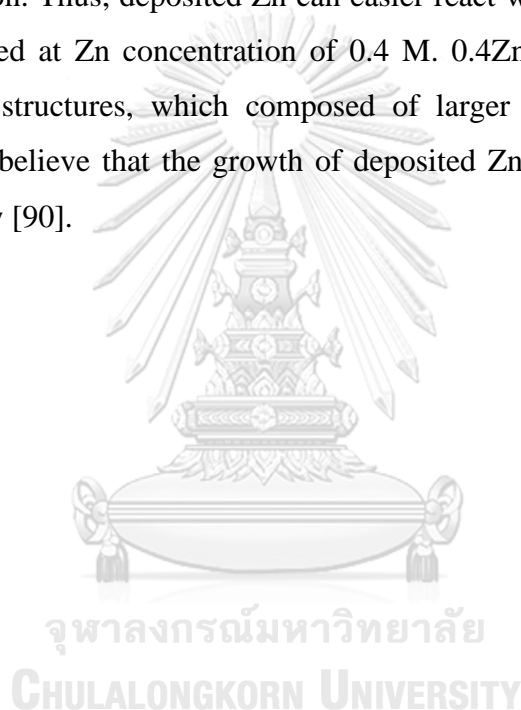 on. Thus, deposited Zn can easier react w
ed at Zn concentration of 0.4 M. 0.4Zn
structures, which composed of larger
believe that the growth of deposited Zn
[90].
จุฬาลงกรณ์มหาวิทยาลัย
CHULALONGKORN UNIVERSITY